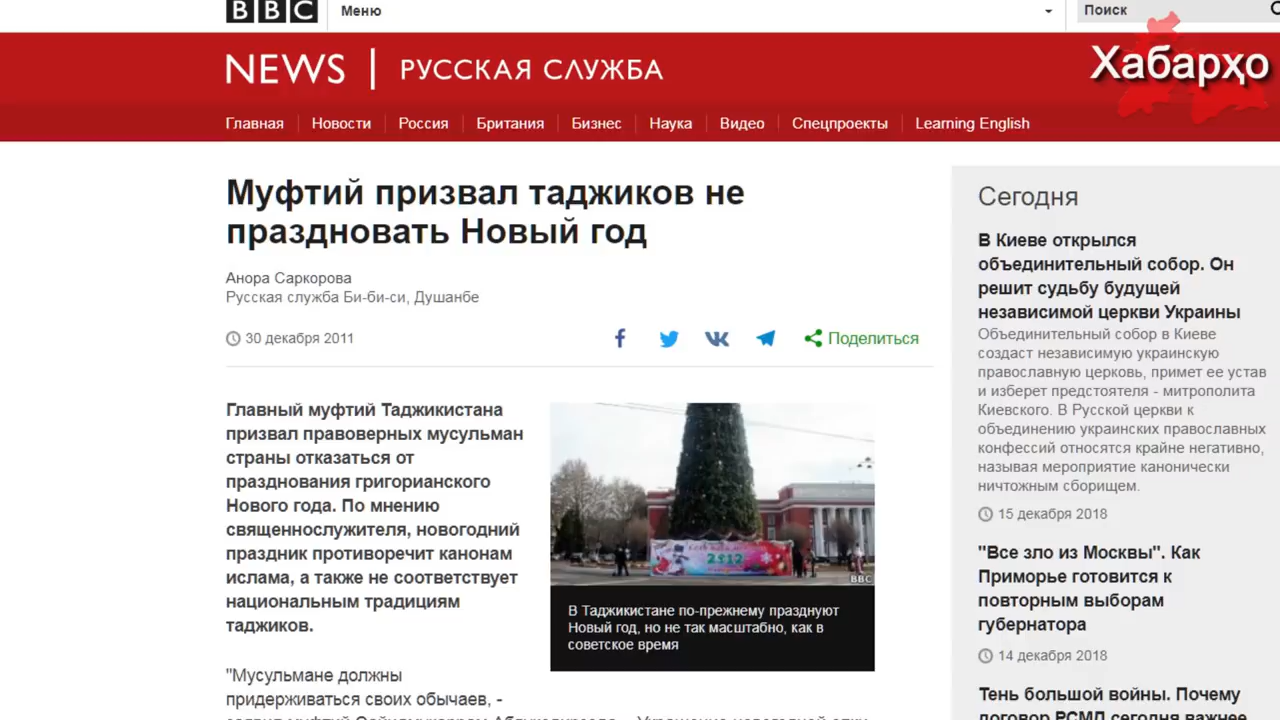 BBC
Меню
Поиск
NEWS | РУССКАЯ СЛУЖБА
Хабарҳо
Главная
Новости
Россия
Британия
Бизнес
Наука
Видео
Спецпроекты
Learning English
Муфтий призвал таджиков не
праздновать Новый год
Анора Саркорова
Русская служба Би-би-си, Душанбе
30 декабря 2011
Поделиться
Главный муфтий Таджикистана
призвал правоверных мусульман
страны отказаться от
празднования григорианского
Нового года. По мнению
священнослужителя, новогодний
праздник противоречит канонам
ислама, а также не соответствует
национальным традициям
таджиков.
"Мусульмане должны
придерживаться своих обычаев, -
2012
BBC
В Таджикистане по-прежнему празднуют
Новый год, но не так масштабно, как в
советское время
Сегодня
В Киеве открылся
объединительный собор. Он
решит судьбу будущей
независимой церкви Украины
Объединительный собор в Киеве
создаст независимую украинскую
православную церковь, примет ее устав
и изберет предстоятеля - митрополита
Киевского. В Русской церкви к
объединению украинских православных
конфессий относятся крайне негативно,
называя мероприятие канонически
ничтожным сборищем.
15 декабря 2018
"Все зло из Москвы". Как
Приморье готовится к
повторным выборам
губернатора
14 декабря 2018
Тень большой войны. Почему
договор РСМД сегодня важнее